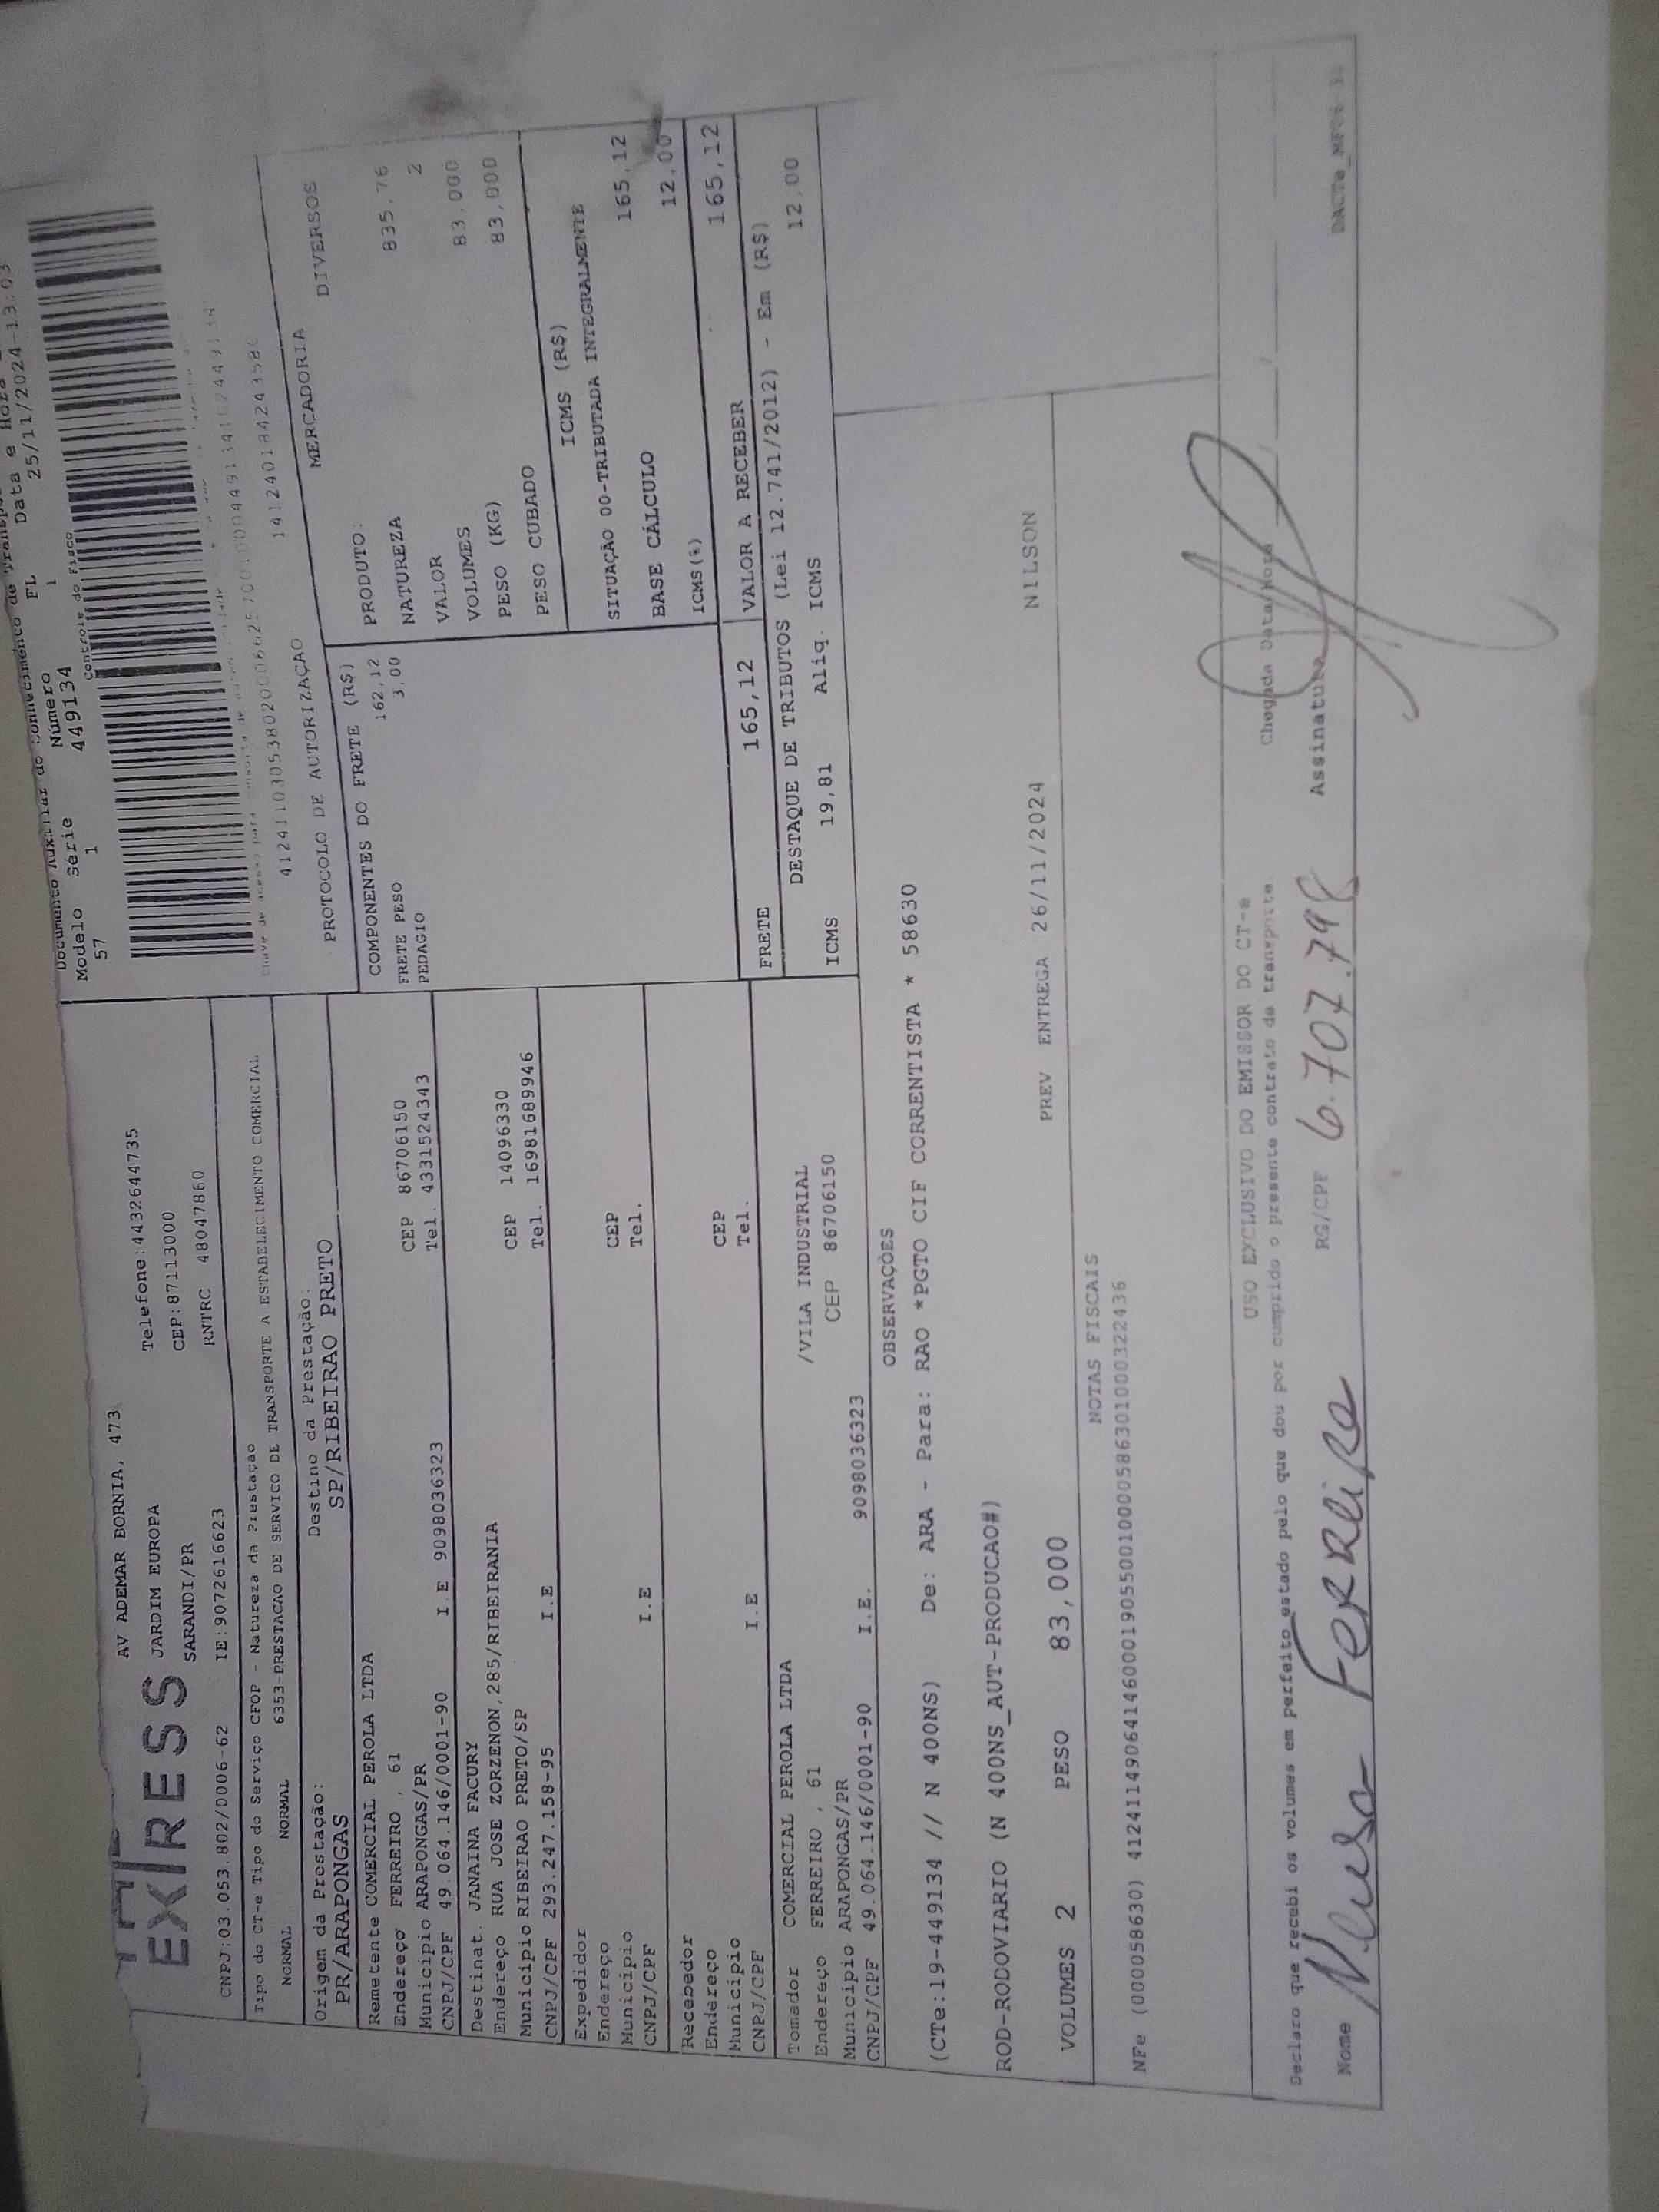 EXPRESS
AV ADEMAR BORNIA, 473
JARDIM EUROPA
SARANDI/PR
Telefone:4432644735
CEP:87113000
CNPJ:03.053.802/0006-62 IE:9072616623 RNTRC 48047860
Documento Auxiliar do Conhecimento de Transpo
Modelo Série Número FL Data e Hora
57 1 449134 1 25/11/2024-13:03
Controle do Fisco
Tipo do CT-e Tipo do Serviço CFOP - Natureza da Prestação
NORMAL NORMAL 6353-PRESTACAO DE SERVICO DE TRANSPORTE A ESTABELECIMENTO COMERCIAL
PROTOCOLO DE AUTORIZAÇAO
Origem da Prestação: Destino da Prestação:
PR/ARAPONGAS SP/RIBEIRAO PRETO
Remetente COMERCIAL PEROLA LTDA
Endereço FERREIRO , 61 CEP 86706150
Município ARAPONGAS/PR Tel. 4331524343
CNPJ/CPF 49.064.146/0001-90 I.E 9098036323
Destinat. JANAINA FACURY
Endereço RUA JOSE ZORZENON,285/RIBEIRANIA CEP 14096330
Município RIBEIRAO PRETO/SP Tel. 16981689946
CNPJ/CPF 293.247.158-95 I.E
Expedidor
Endereço CEP
Município Tel.
CNPJ/CPF I.E
Recebedor
Endereço CEP
Município Tel.
CNPJ/CPF I.E
Tomador COMERCIAL PEROLA LTDA
Endereço FERREIRO , 61 /VILA INDUSTRIAL
Município ARAPONGAS/PR CEP 86706150
CNPJ/CPF 49.064.146/0001-90 I.E. 9098036323
COMPONENTES DO FRETE (R$)
FRETE PESO 162,12
PEDAGIO 3,00
MERCADORIA
PRODUTO: DIVERSOS
NATUREZA
VALOR 835,76
VOLUMES 2
PESO (KG) 83,000
PESO CUBADO 83,000
ICMS (R$)
SITUAÇÃO 00-TRIBUTADA INTEGRALMENTE
BASE CÁLCULO 165,12
ICMS(%) 12,00
FRETE 165,12 VALOR A RECEBER 165,12
DESTAQUE DE TRIBUTOS (Lei 12.741/2012) - Em (R$)
ICMS 19,81 Aliq. ICMS 12,00
OBSERVAÇÕES
(CTe:19-449134 // N 400NS) De: ARA - Para: RAO *PGTO CIF CORRENTISTA * 58630
ROD-RODOVIARIO (N 400NS_AUT-PRODUCAO#)
VOLUMES 2 PESO 83,000 PREV ENTREGA 26/11/2024 NILSON
NOTAS FISCAIS
NFe (000058630) 41241149064146000190550010000586301000322436
USO EXCLUSIVO DO EMISSOR DO CT-e
Declaro que recebi os volumes em perfeito estado pelo que dou por cumprido o presente contrato de transporte.
Chegada Data/Hora
Nome Neusa Ferreira RG/CPF 6.707.798 Assinatura